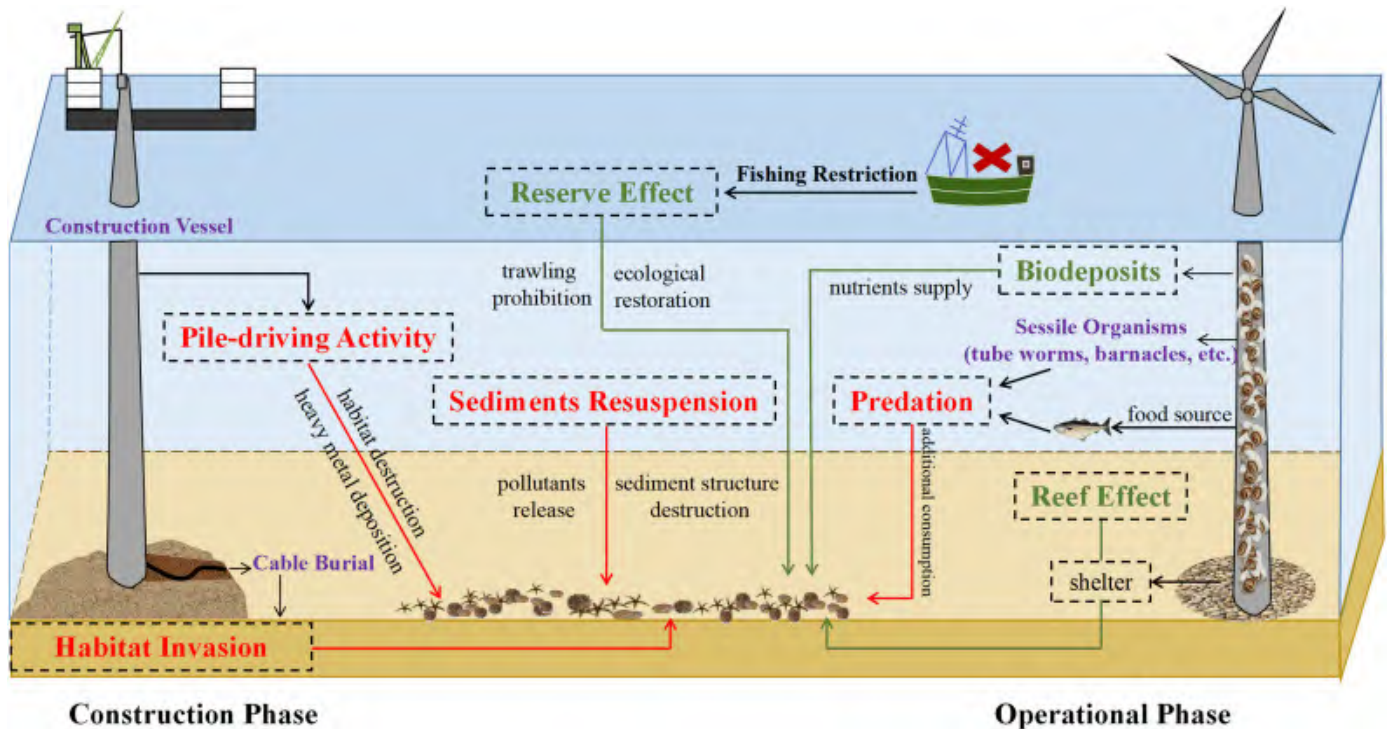 Fishing Restriction
Reserve Effect
Construction Vessel
trawling
prohibition
ecological
restoration
nutrients supply
Biodeposits
Sessile Organisms
(tube worms, barnacles, etc.)
Pile-driving Activity
Sediments Resuspension
Predation
food source
habitat destruction
heavy metal deposition
pollutants
release
sediment structure
destruction
additional consumption
Reef Effect
Cable Burial
shelter
Habitat Invasion
Construction Phase
Operational Phase